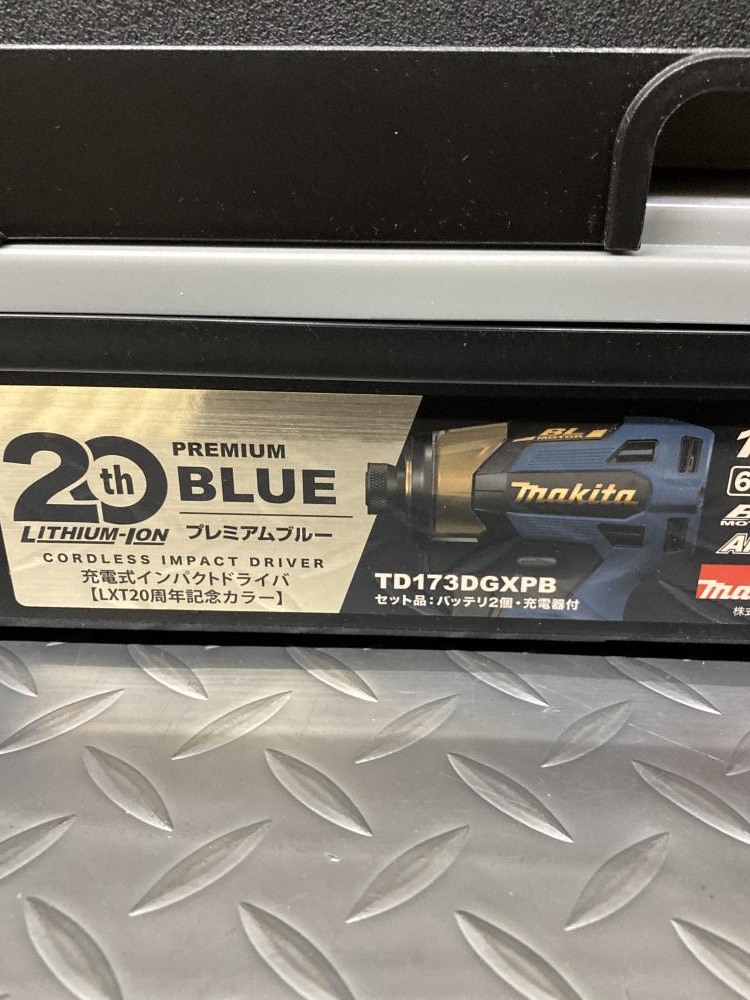 20th
LITHIUM-ION
PREMIUM
BLUE
プレミアムブルー
CORDLESS IMPACT DRIVER
充電式インパクトドライバ
【LXT20周年記念カラー】
BL
MOTOR
makita
TD173DGXPB
セット品：バッテリ2個・充電器付